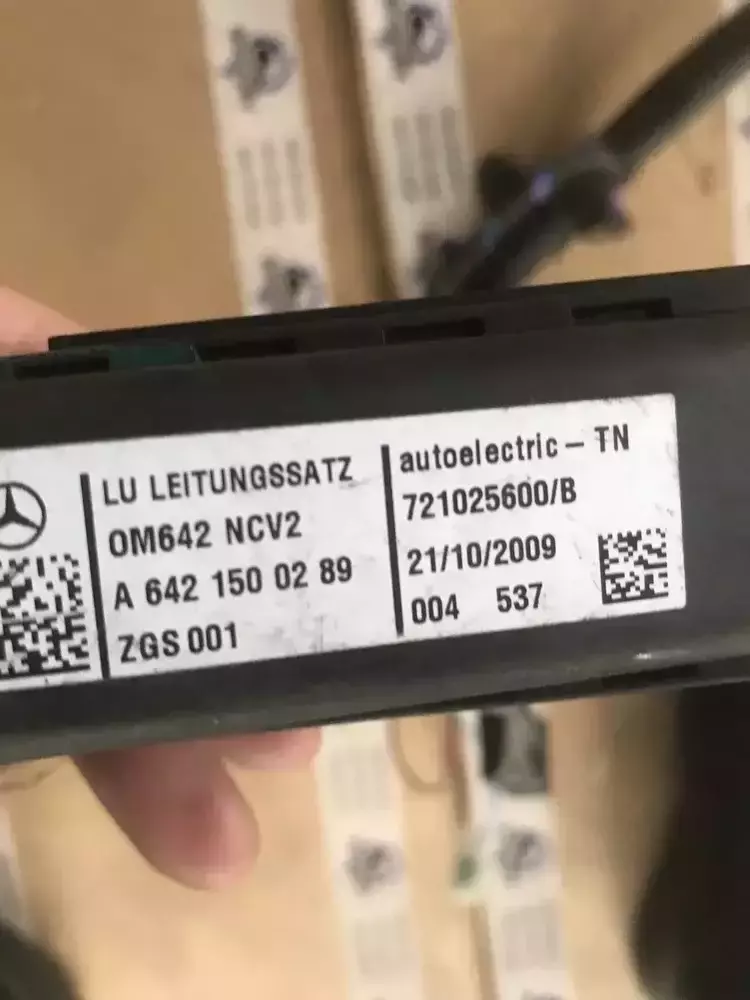 LU LEITUNGSSATZ
OM642 NCV2
A 642 150 02 89
ZGS 001
autoelectric – TN
721025600/B
21/10/2009
004 537